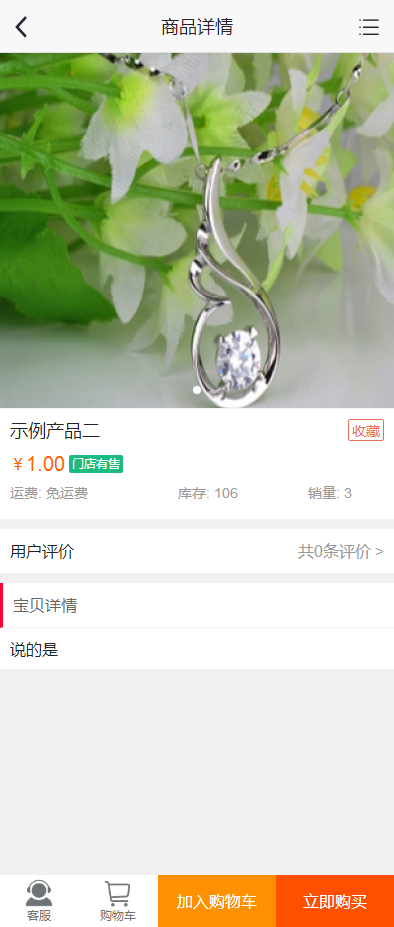 商品详情
示例产品二
收藏
￥1.00 门店有售
运费: 免运费 库存: 106 销量: 3
用户评价 共0条评价 >
宝贝详情
说的是
客服 购物车 加入购物车 立即购买